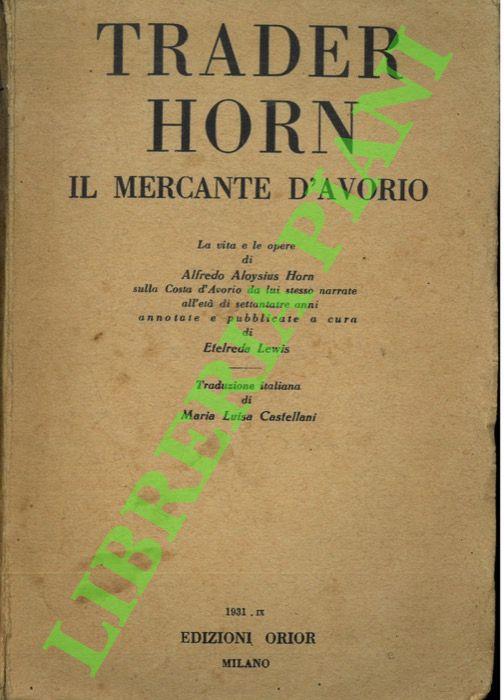 TRADER
HORN
IL MERCANTE D'AVORIO
La vita e le opere
di
Alfredo Aloysius Horn
sulla Costa d'Avorio da lui stesso narrate
all'età di settantatre anni
annotate e pubblicate a cura
di
Etelreda Lewis
Traduzione italiana
di
Maria Luisa Castellani
1931 . IX
EDIZIONI ORIOR
MILANO
LIBRERIA PIANI